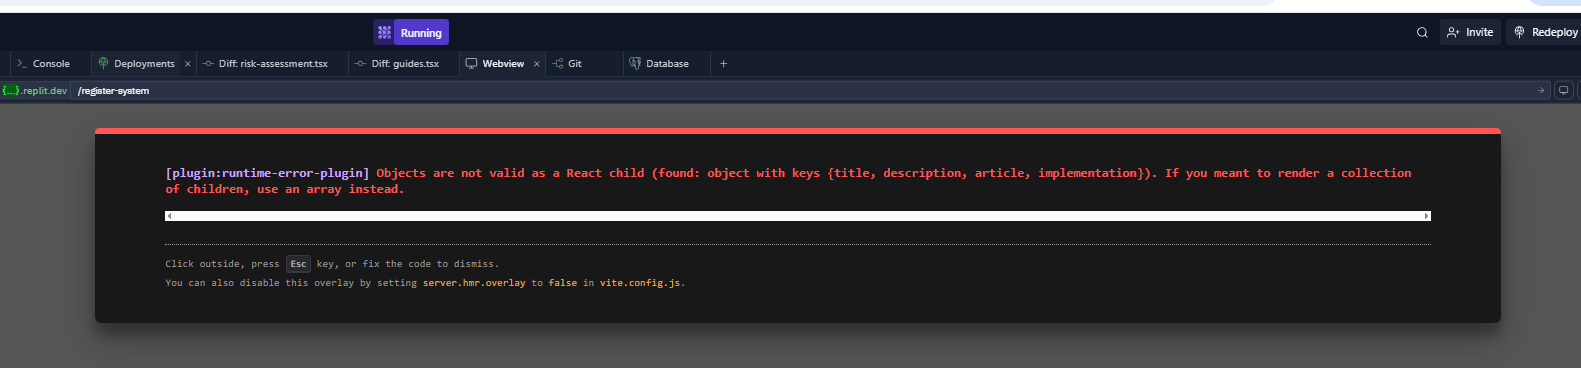 Running
Invite
Redeploy
Console
Deployments
Diff: risk-assessment.tsx
Diff: guides.tsx
Webview
Git
Database
{...}.replit.dev /register-system
[plugin:runtime-error-plugin] Objects are not valid as a React child (found: object with keys {title, description, article, implementation}). If you meant to render a collection
of children, use an array instead.
Click outside, press Esc key, or fix the code to dismiss.
You can also disable this overlay by setting server.hmr.overlay to false in vite.config.js.